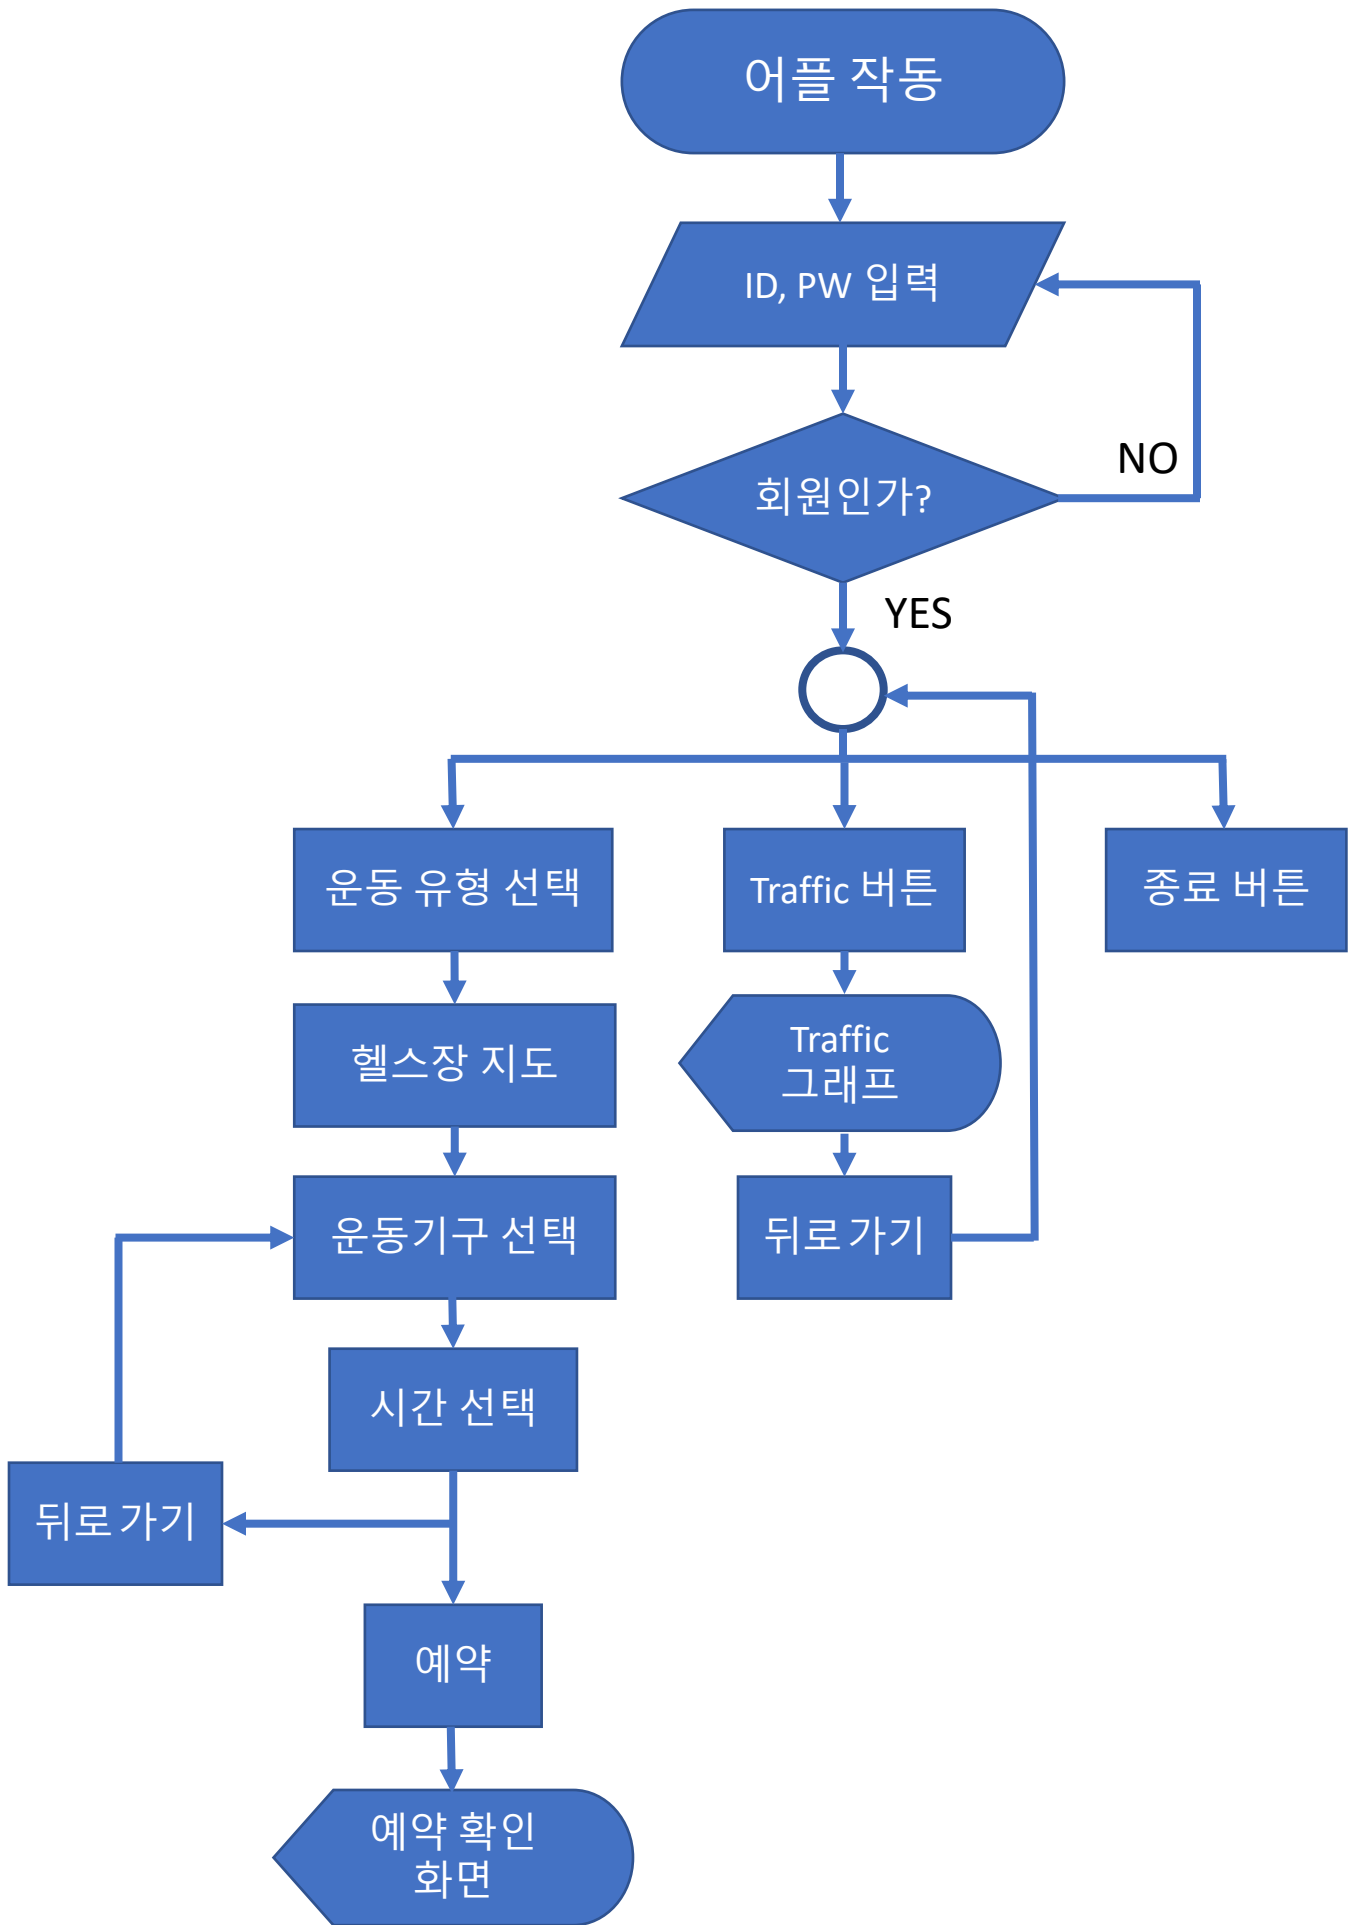 어플 작동
ID, PW 입력
회원인가?
NO
YES
운동 유형 선택
Traffic 버튼
종료 버튼
헬스장 지도
Traffic
그래프
운동기구 선택
뒤로 가기
시간 선택
뒤로 가기
예약
예약 확인
화면